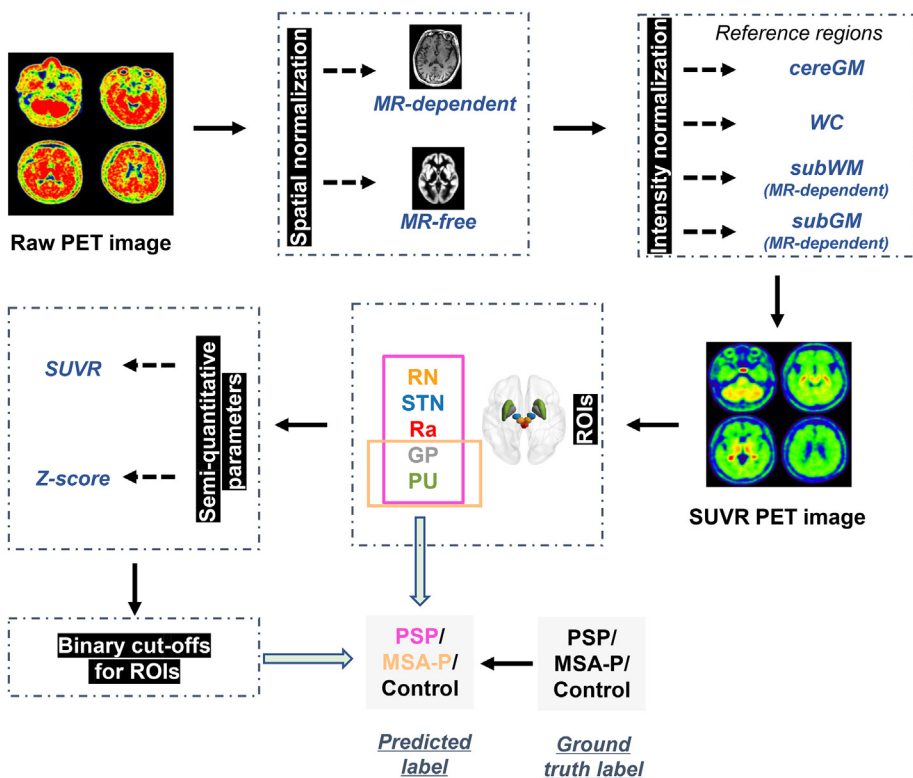 Raw PET image
Spatial normalization
MR-dependent
MR-free
Intensity normalization
Reference regions
cereGM
WC
subWM
(MR-dependent)
subGM
(MR-dependent)
SUVR PET image
ROIs
RN
STN
Ra
GP
PU
Semi-quantitative
parameters
SUVR
Z-score
Binary cut-offs
for ROIs
PSP/
MSA-P/
Control
Predicted
label
PSP/
MSA-P/
Control
Ground
truth label